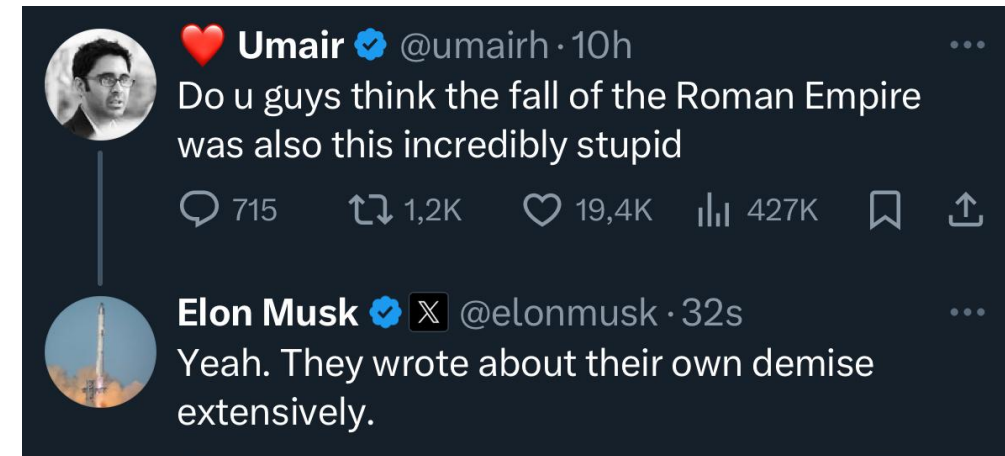 ❤️ Umair @umairh · 10h
Do u guys think the fall of the Roman Empire
was also this incredibly stupid
715 1,2K 19,4K 427K
Elon Musk X @elonmusk · 32s
Yeah. They wrote about their own demise
extensively.